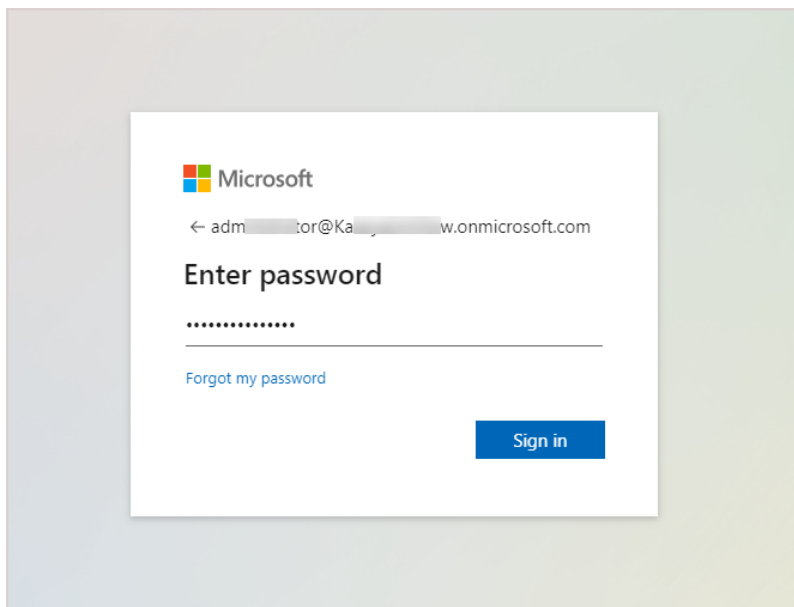 Microsoft
← adm tor@Ka w.onmicrosoft.com
Enter password
•••••••••••••••
Forgot my password
Sign in